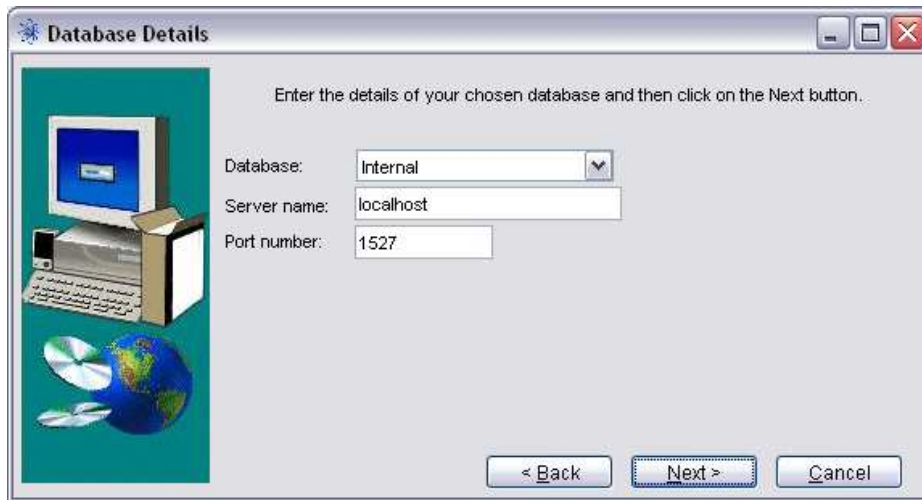 Database Details
Enter the details of your chosen database and then click on the Next button.
Database: Internal
Server name: localhost
Port number: 1527
< Back Next > Cancel